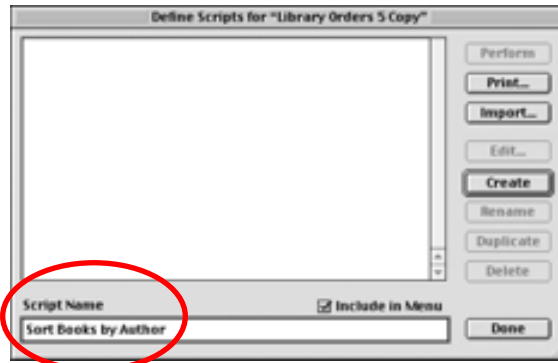 Define Scripts for "Library Orders 5 Copy"
Perform
Print...
Import...
Edit...
Create
Rename
Duplicate
Delete
Script Name
Include in Menu
Sort Books by Author
Done